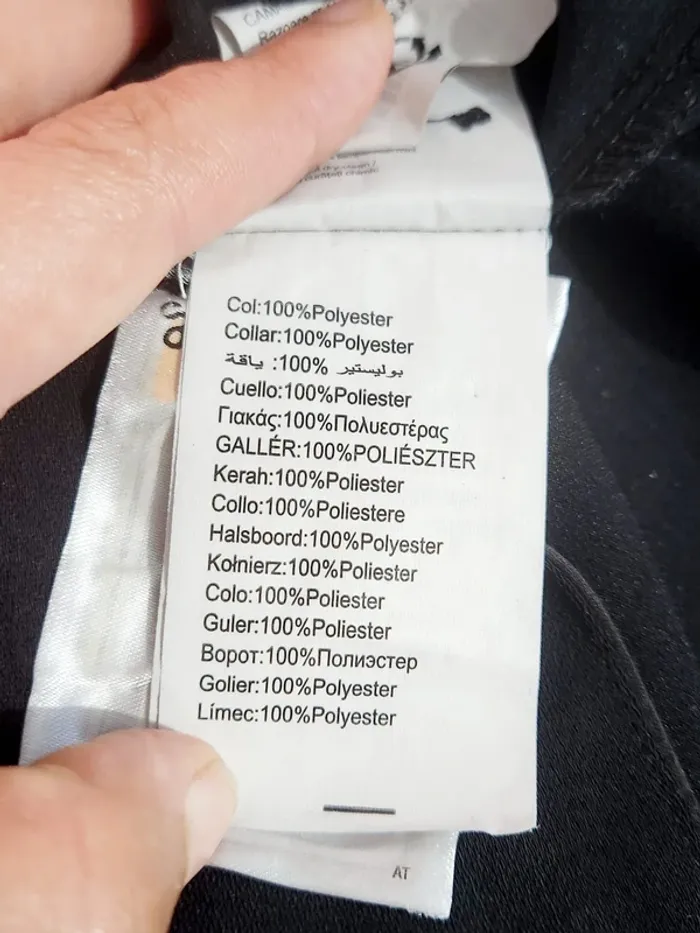 CAMI
Col:100%Polyester
Collar:100%Polyester
بوليستير 100%: ياقة
Cuello:100%Poliester
Γιακάς:100%Πολυεστέρας
GALLÉR:100%POLIÉSZTER
Kerah:100%Poliester
Collo:100%Poliestere
Halsboord:100%Polyester
Kołnierz:100%Poliester
Colo:100%Poliester
Guler:100%Poliester
Ворот:100%Полиэстер
Golier:100%Polyester
Límec:100%Polyester
AT